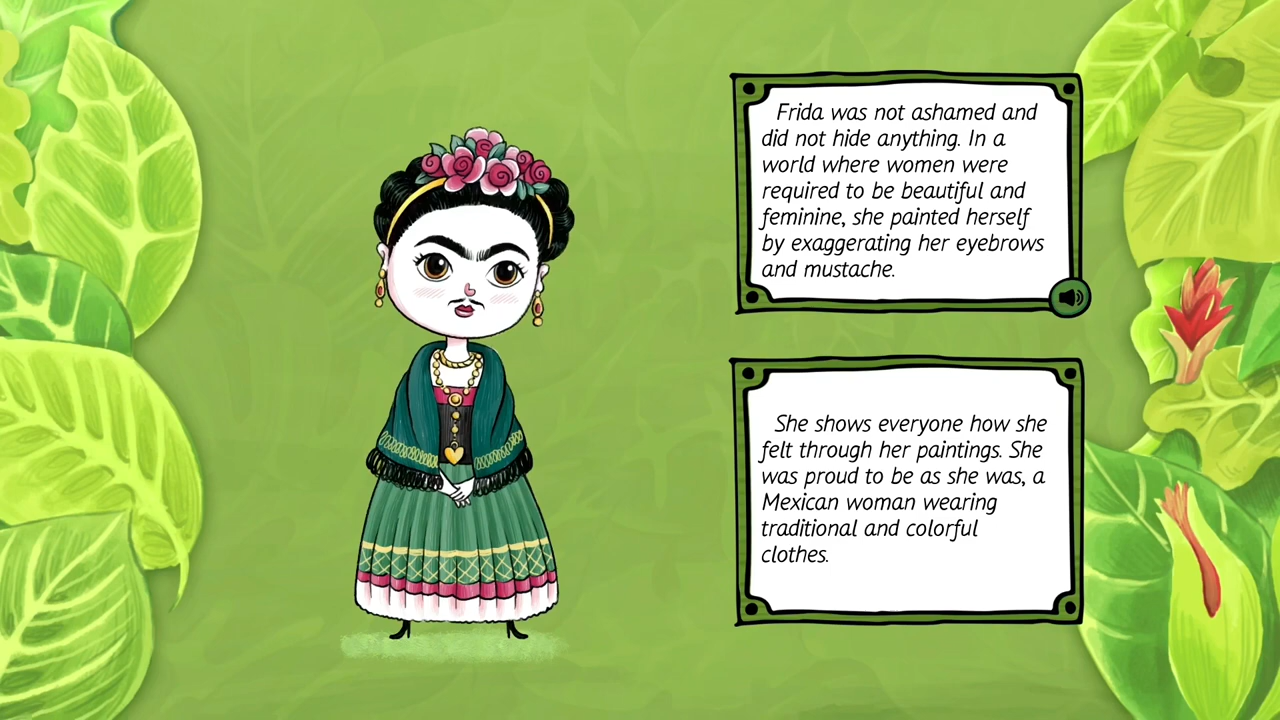 Frida was not ashamed and
did not hide anything. In a
world where women were
required to be beautiful and
feminine, she painted herself
by exaggerating her eyebrows
and mustache.
She shows everyone how she
felt through her paintings. She
was proud to be as she was, a
Mexican woman wearing
traditional and colorful
clothes.